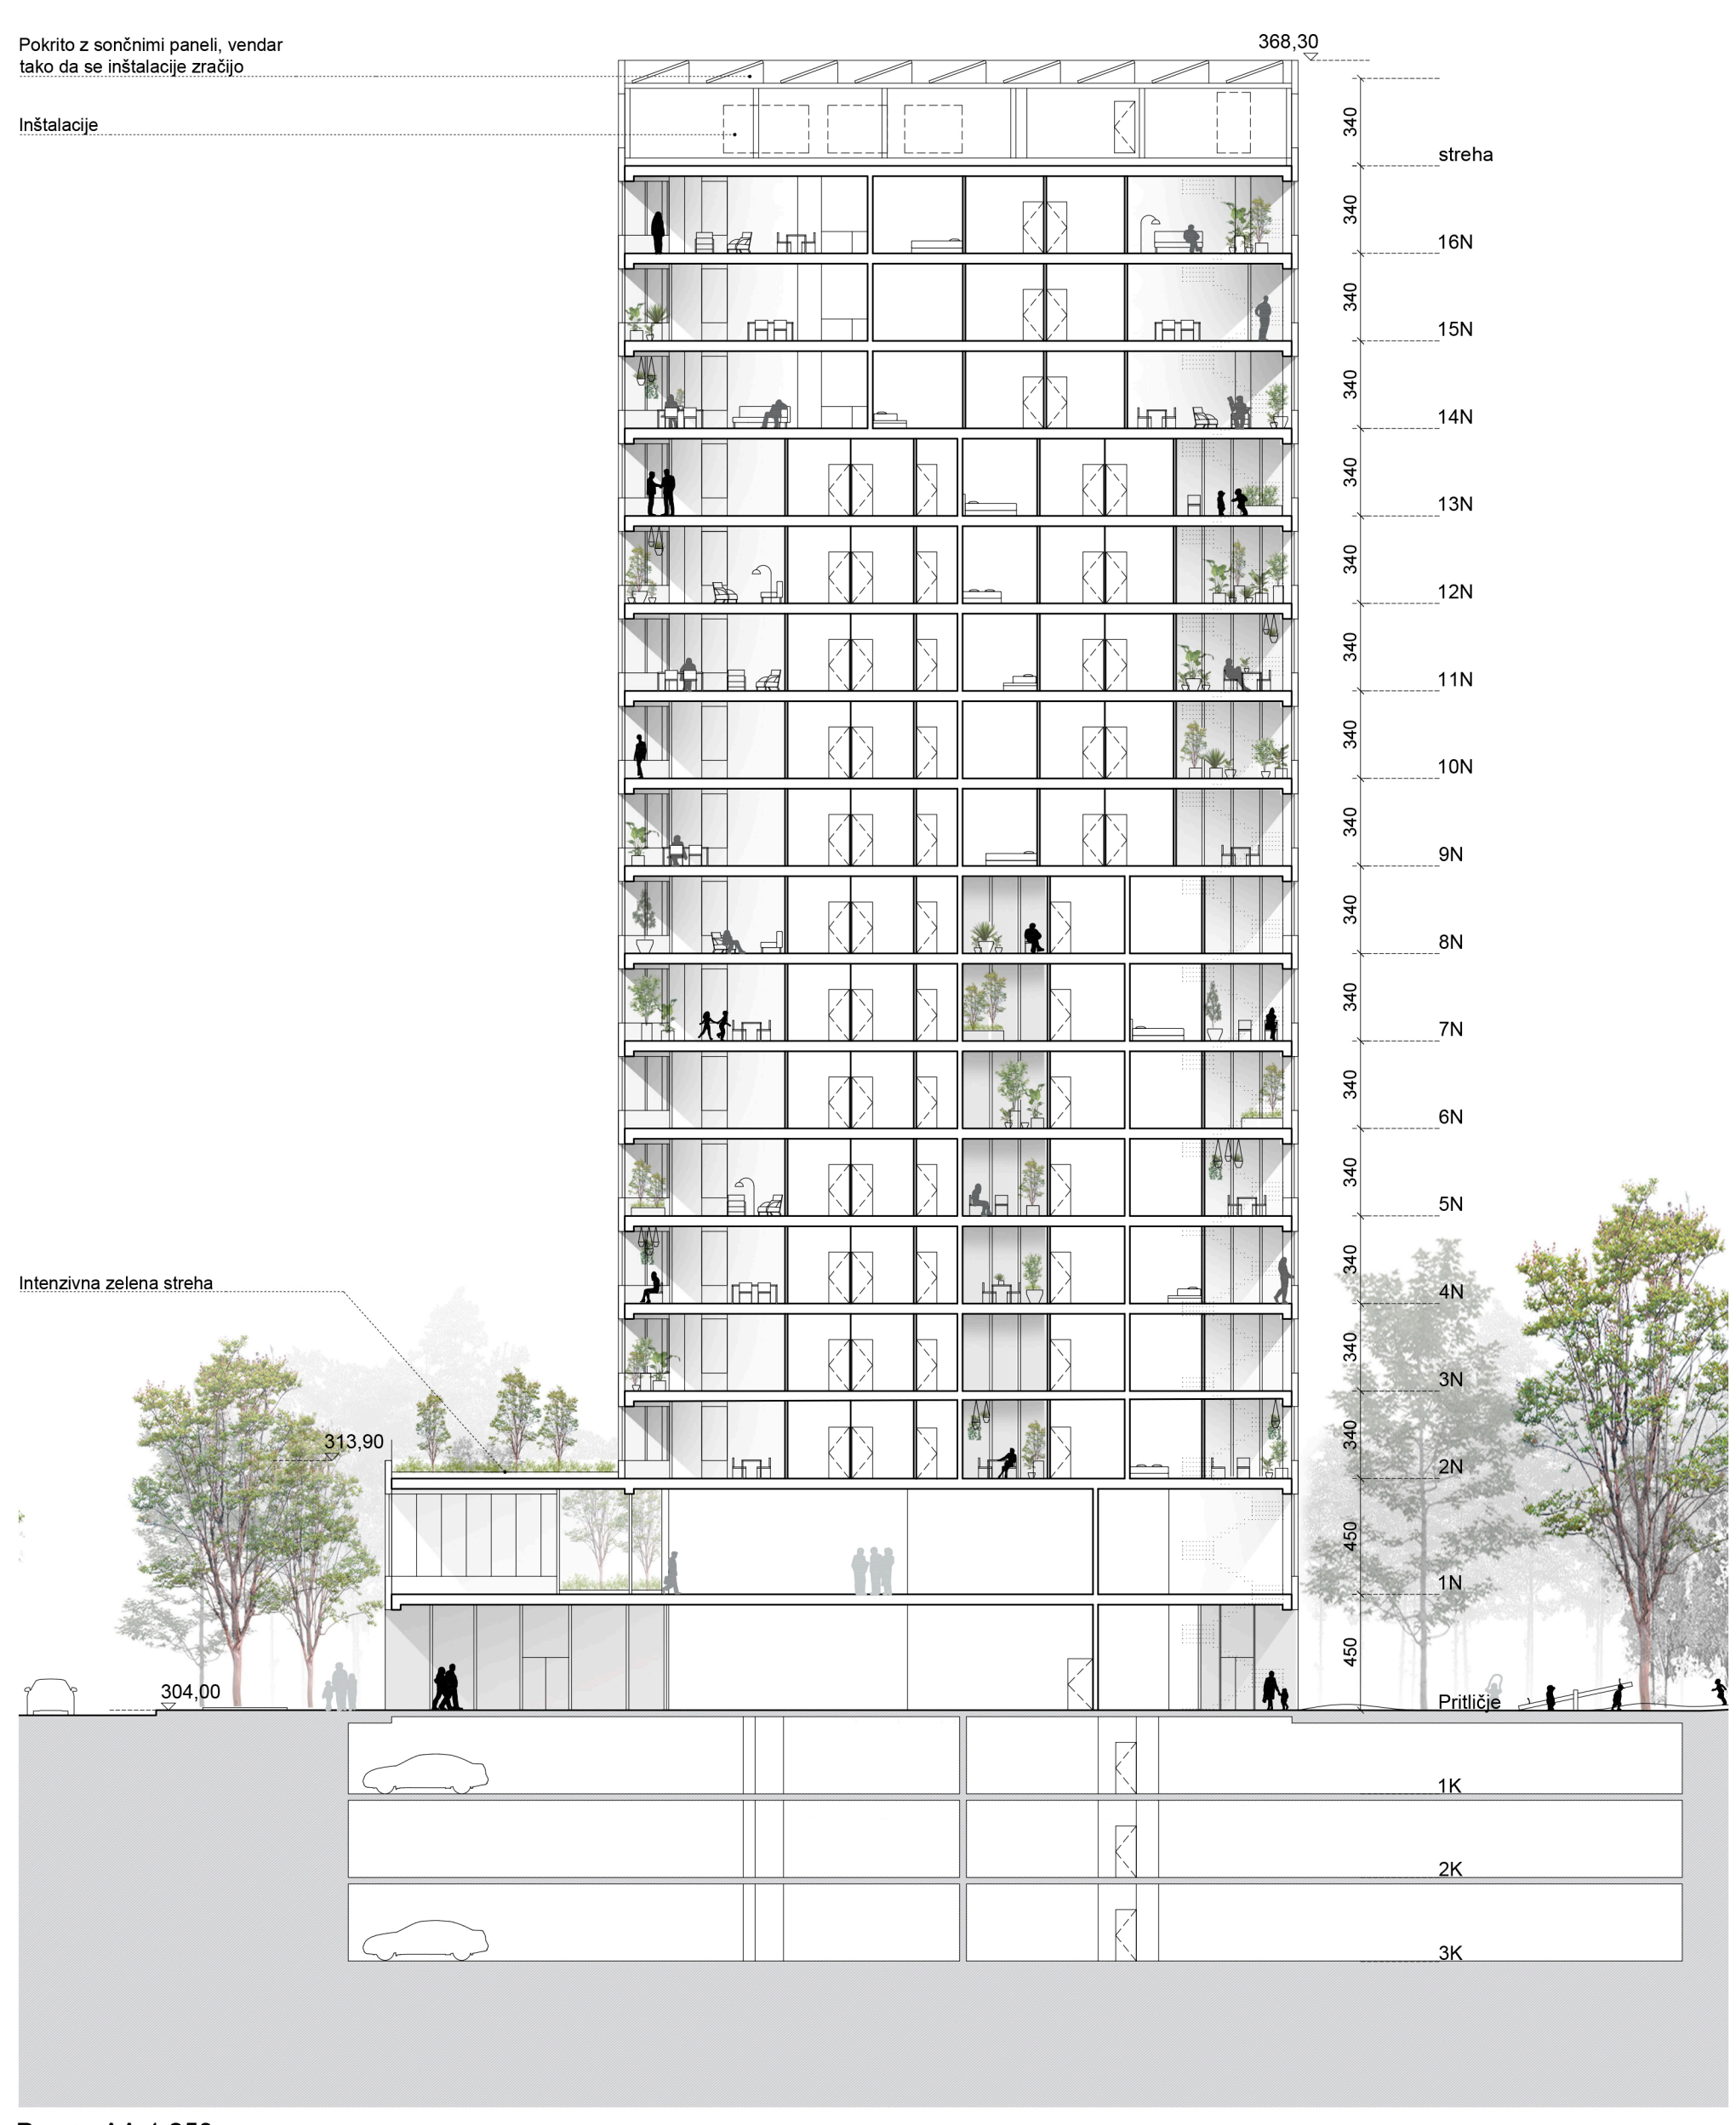 Pokrito z sončnimi paneli, vendar
tako da se inštalacije zračijo
368,30
Inštalacije
340
streha
340
16N
340
15N
340
14N
340
13N
340
12N
340
11N
340
10N
340
9N
340
8N
340
7N
340
6N
340
5N
Intenzivna zelena streha
340
4N
340
3N
313,90
340
2N
450
1N
450
304,00
Pritličje
1K
2K
3K